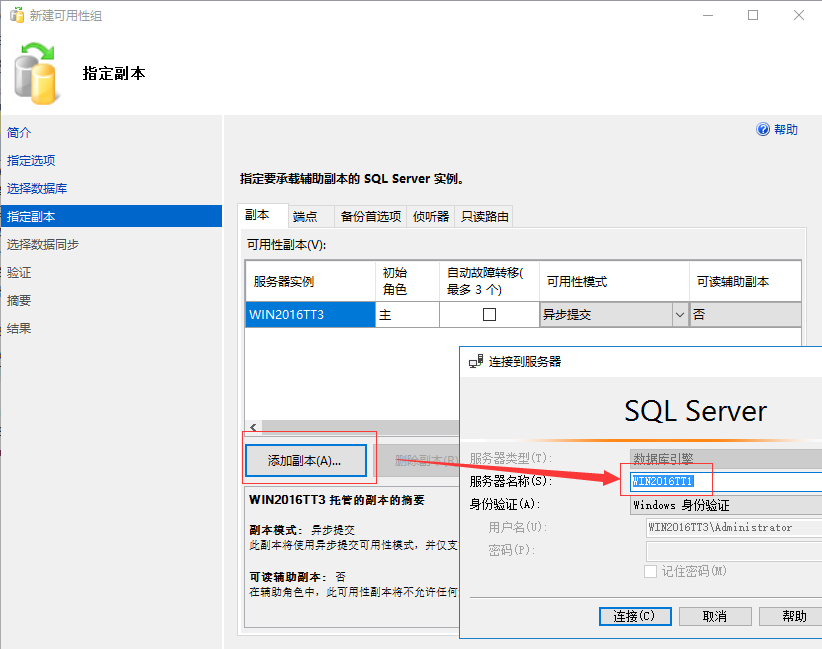 新建可用性组
指定副本
简介
指定选项
选择数据库
指定副本
选择数据同步
验证
摘要
结果
帮助
指定要承载辅助副本的 SQL Server 实例。
副本 端点 备份首选项 侦听器 只读路由
可用性副本(V):
服务器实例 初始角色 自动故障转移(最多 3 个) 可用性模式 可读辅助副本
WIN2016TT3 主 异步提交 否
添加副本(A)... 删除副本(R)
WIN2016TT3 托管的副本的摘要
副本模式: 异步提交
此副本将使用异步提交可用性模式，并仅支
可读辅助副本: 否
在辅助角色中，此可用性副本将不允许任何
连接到服务器
SQL Server
服务器类型(T): 数据库引擎
服务器名称(S): WIN2016TT1
身份验证(A): Windows 身份验证
用户名(U): WIN2016TT3\Administrator
密码(P):
记住密码(M)
连接(C) 取消 帮助